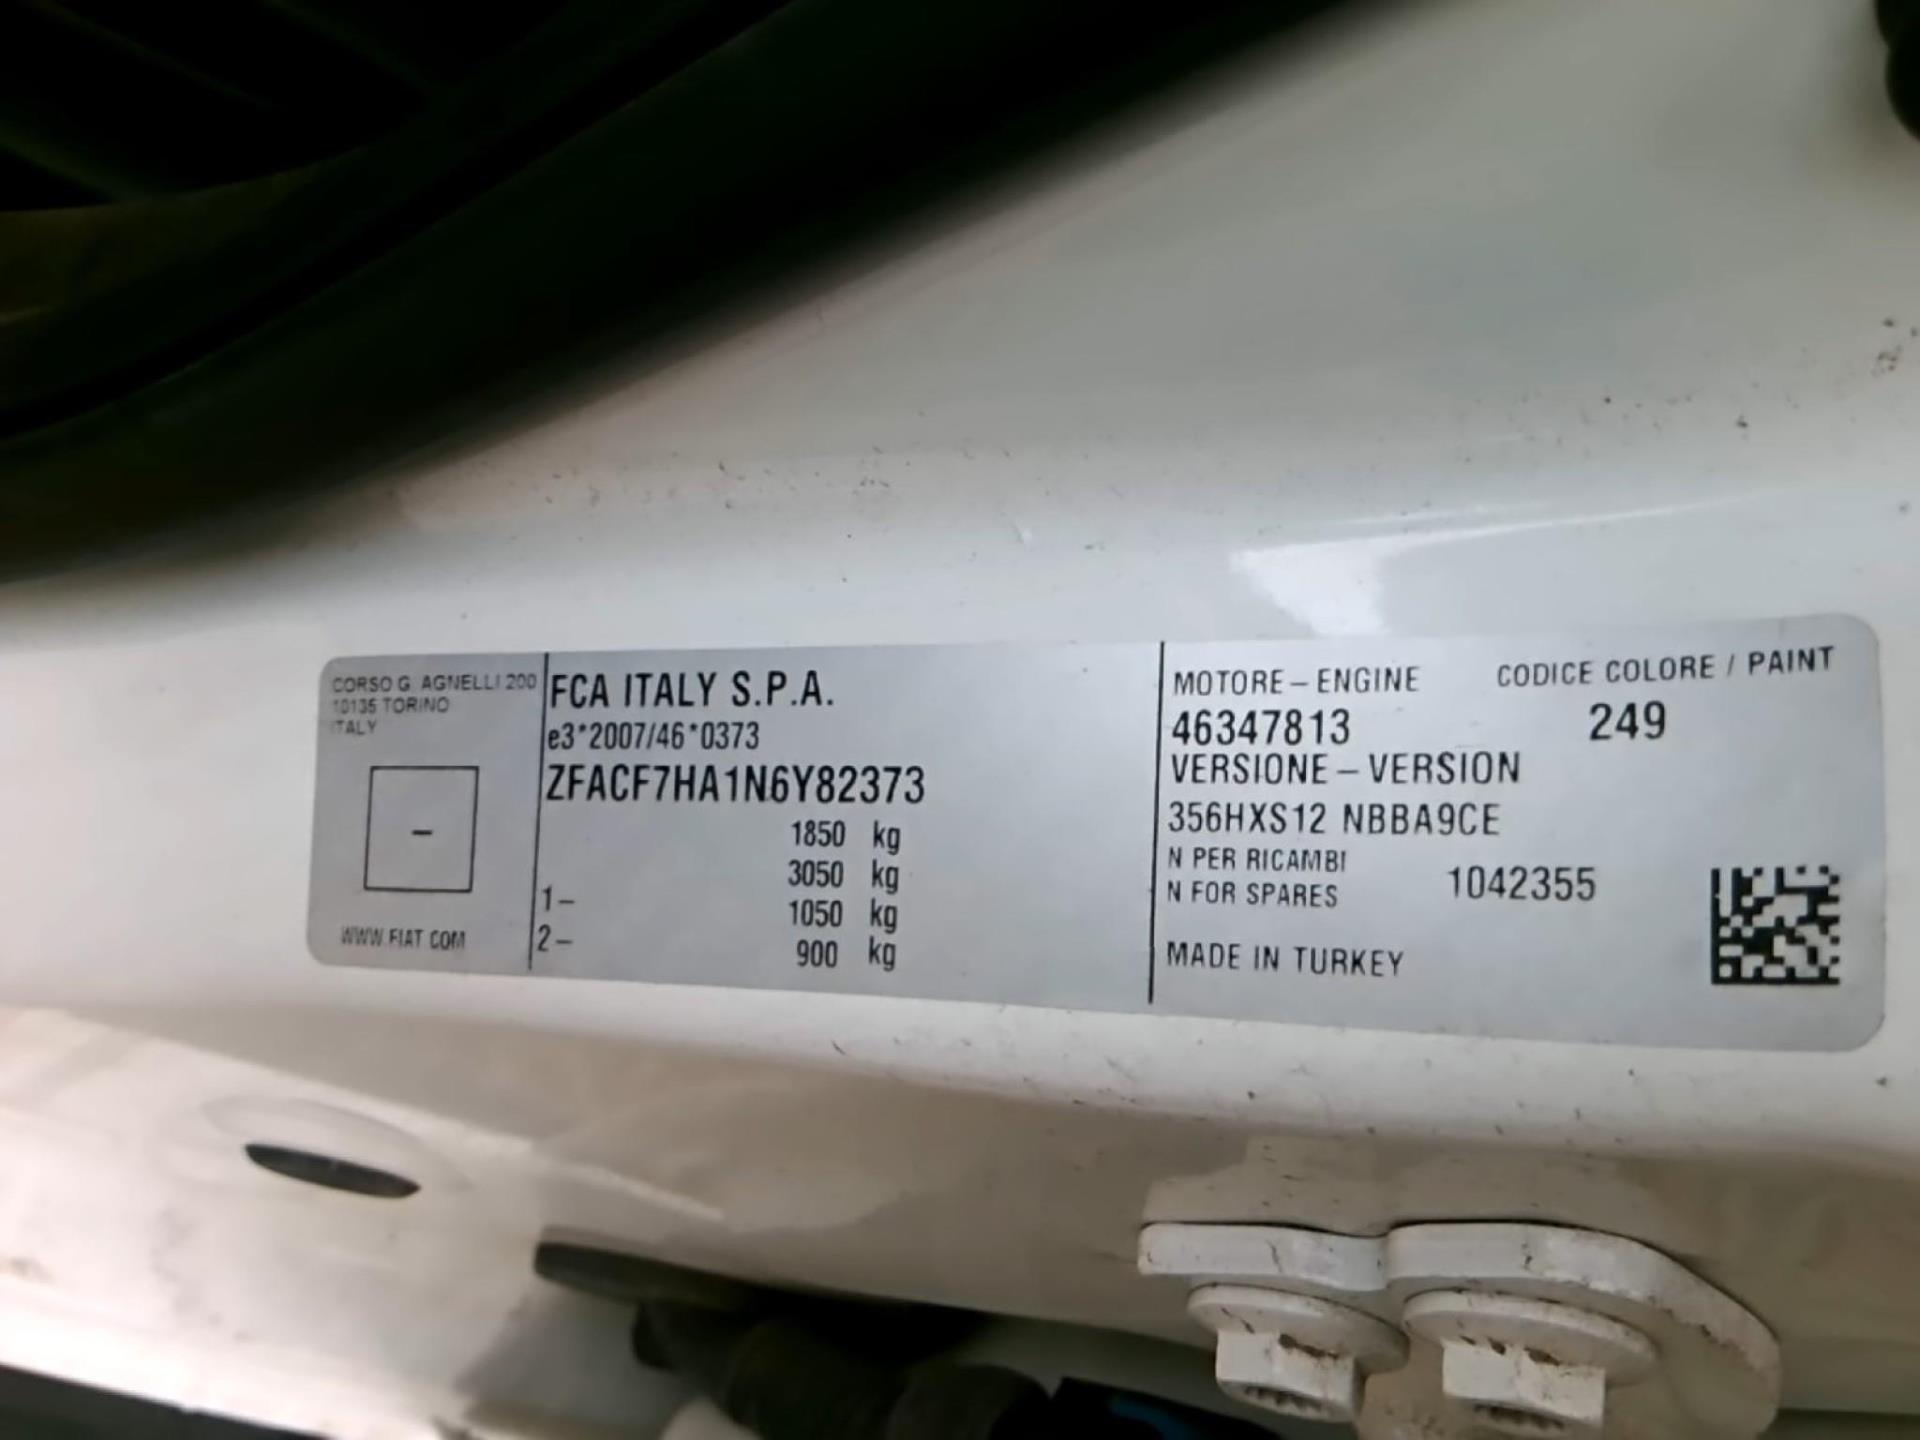 CORSO G. AGNELLI 200
10135 TORINO
ITALY
-
WWW.FIAT.COM
FCA ITALY S.P.A.
e3*2007/46*0373
ZFACF7HA1N6Y82373
1850 kg
3050 kg
1- 1050 kg
2- 900 kg
MOTORE - ENGINE CODICE COLORE / PAINT
46347813 249
VERSIONE - VERSION
356HXS12 NBBA9CE
N PER RICAMBI
N FOR SPARES 1042355
MADE IN TURKEY